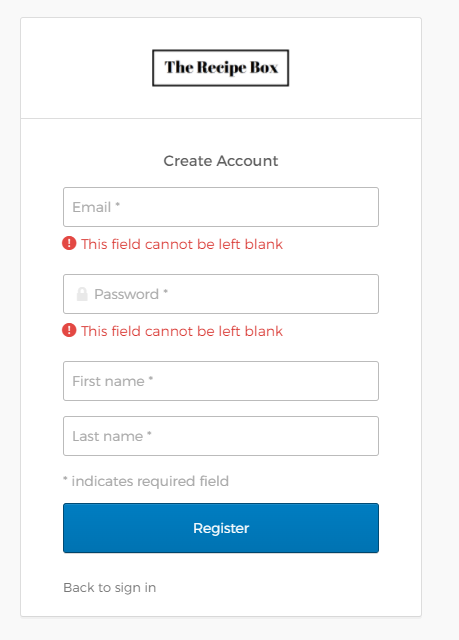 The Recipe Box
Create Account
Email *
This field cannot be left blank
Password *
This field cannot be left blank
First name *
Last name *
* indicates required field
Register
Back to sign in